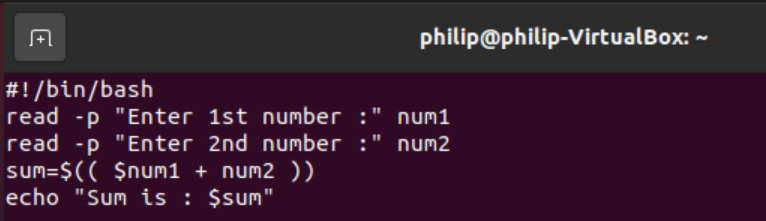 philip@philip-VirtualBox: ~
#!/bin/bash
read -p "Enter 1st number :" num1
read -p "Enter 2nd number :" num2
sum=$(( $num1 + num2 ))
echo "Sum is : $sum"